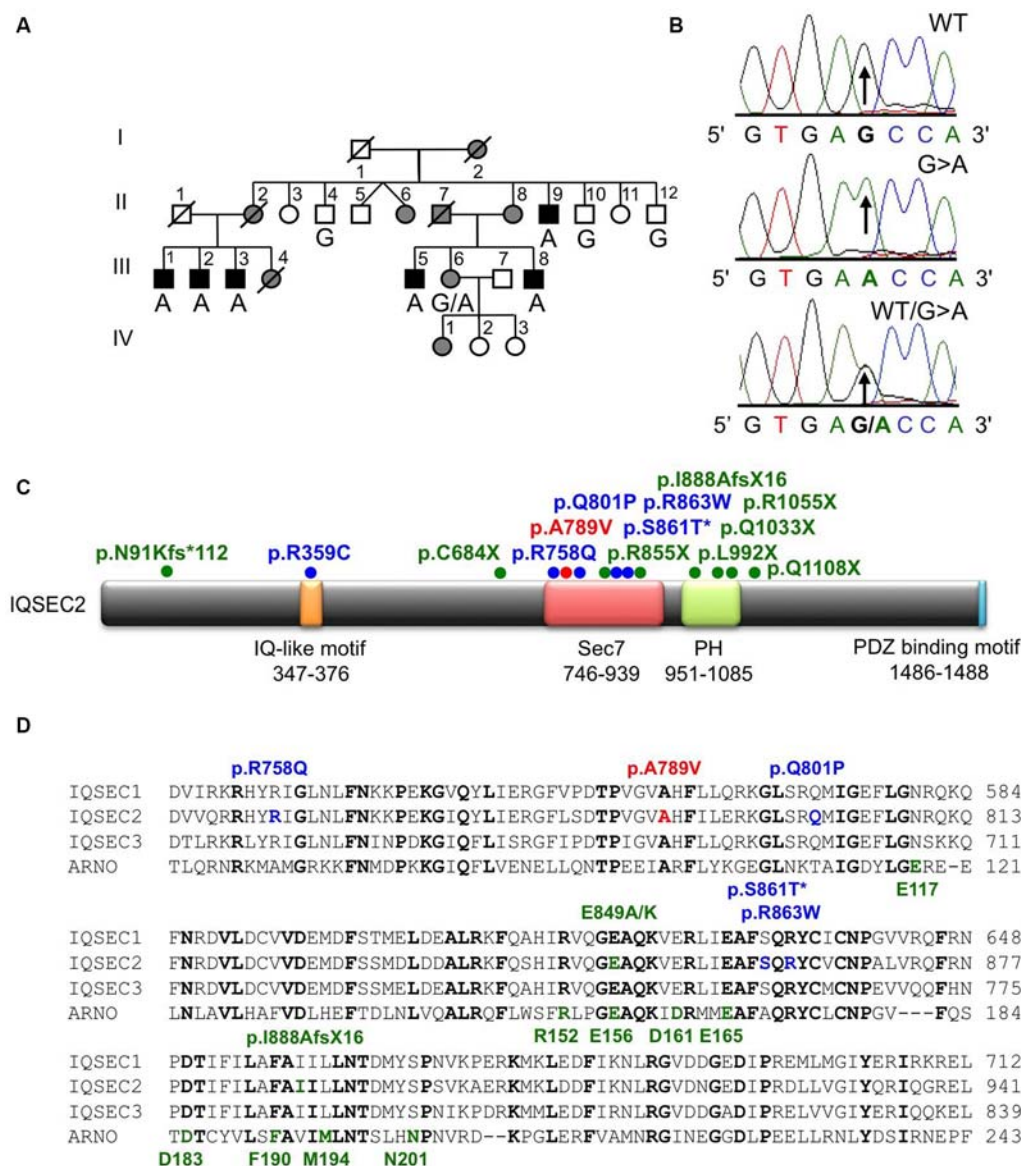 A
I
1 2
II
1 2 3 4 5 6 7 8 9 10 11 12
G A G G
III
1 2 3 4 5 6 7 8
A A A A G/A A
IV
1 2 3
B
WT
5' G T G A G C C A 3'
G>A
5' G T G A A C C A 3'
WT/G>A
5' G T G A G/A C C A 3'
C
p.I888AfsX16
p.Q801P p.R863W p.R1055X
p.A789V p.S861T* p.Q1033X
p.N91Kfs*112 p.R359C p.C684X p.R758Q p.R855X p.L992X
p.Q1108X
IQSEC2
IQ-like motif Sec7 PH PDZ binding motif
347-376 746-939 951-1085 1486-1488
D
p.R758Q p.A789V p.Q801P
IQSEC1 DVIRKRHYRIGLNLFNKKPEKGVQYLIERGFVPDTPVGVAHFLLQRKGLSRQMIGEFLGNRQKQ 584
IQSEC2 DVVQRRHYRIGLNLFNKKPEKGIQYLIERGFLSDTPVGVAHFILERKGLSRQMIGEFLGNRQKQ 813
IQSEC3 DTLRKRLYRIGLNLFNINPDKGIQFLISRGFIPDTPIGVAHFLLQRKGLSRQMIGEFLGNSKKQ 711
ARNO TLQRNRKMAMGRKKFNMDPKKGIQFLVENELLQNTPEEIARFLYKGEGLNKTAIGDYLGERE-E 121
E117
p.S861T*
E849A/K p.R863W
IQSEC1 FNRDVLDCVVDEMDFSTMELDEALRKFQAHIRVQGEAQKVERLIEAFSQRYCICNPGVVRQFRN 648
IQSEC2 FNRDVLDCVVDEMDFSSMDLDDALRKFQSHIRVQGEAQKVERLIEAFSQRYCVCNPALVRQFHN 877
IQSEC3 FNRDVLDCVVDEMDFSSMELDEALRKFQAHIRVQGEAQKVERLIEAFSQRYCMCNPEVVQQFHN 775
ARNO LNLAVLHAFVDLHEFTDLNLVQALRQFLWSFRLPGEAQKIDRMMEAFAQRYCLCNPGVF---FQS 184
p.I888AfsX16 R152 E156 D161 E165
IQSEC1 PDTIFILAFAIILLNTDMYSPNVKPERKMKLEDFIKNLRGVDDGEDIPREMLMGIYERIRKREL 712
IQSEC2 PDTIFILAFAIILLNTDMYSPSVKAERKMKLDDFIKNLRGVDNGEDIPRDLLVGIYQRIQGREL 941
IQSEC3 PDTIFILAFAIILLNTDMYSPNIKPDRKMMLEDFIRNLRGVDDGADIPRELVVGIYERIQQKEL 839
ARNO TDTCYVLSFAVIMLNTSLHNPNVRD--KPGLERFVAMNRGINEGGDLPEELLRNLYDSIRNEPF 243
D183 F190 M194 N201